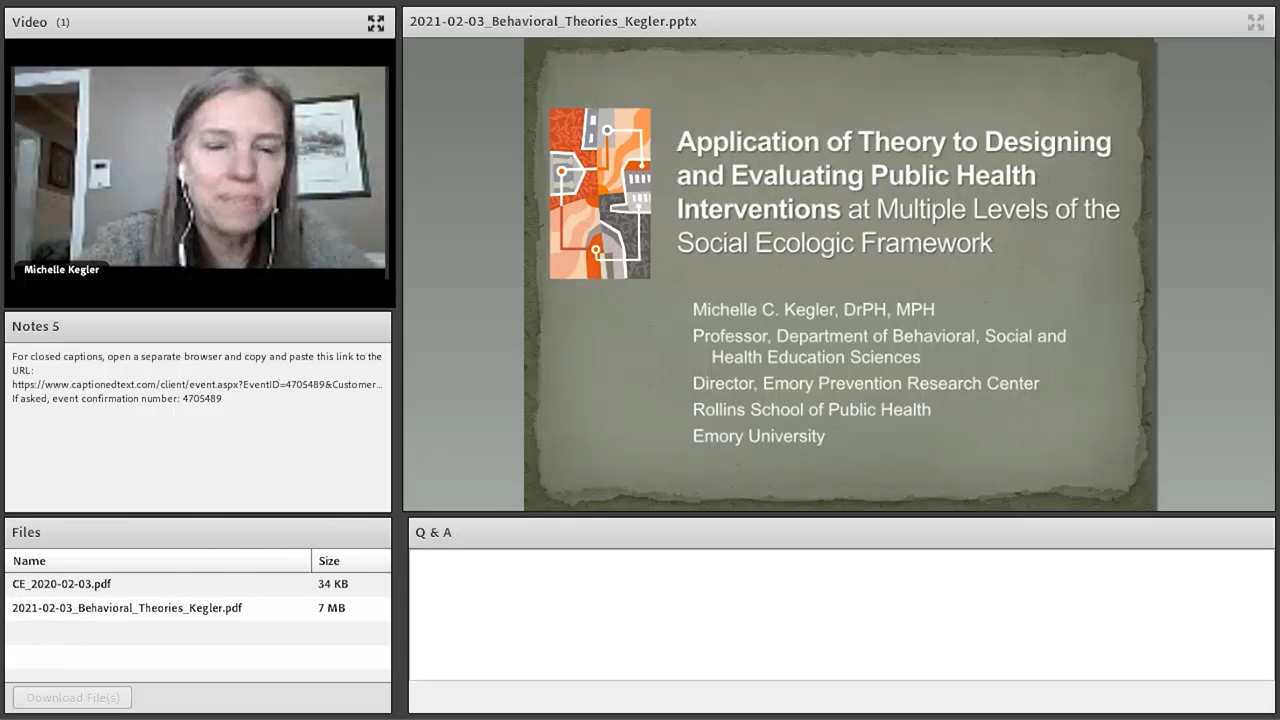 Video (1)
Michelle Kegler
Notes 5
For closed captions, open a separate browser and copy and paste this link to the
URL:
https://www.captionedtext.com/client/event.aspx?EventID=4705489&Customer...
If asked, event confirmation number: 4705489
Files
Name Size
CE_2020-02-03.pdf 34 KB
2021-02-03_Behavioral_Theories_Kegler.pdf 7 MB
Download File(s)
2021-02-03_Behavioral_Theories_Kegler.pptx
Application of Theory to Designing
and Evaluating Public Health
Interventions at Multiple Levels of the
Social Ecologic Framework
Michelle C. Kegler, DrPH, MPH
Professor, Department of Behavioral, Social and
Health Education Sciences
Director, Emory Prevention Research Center
Rollins School of Public Health
Emory University
Q & A